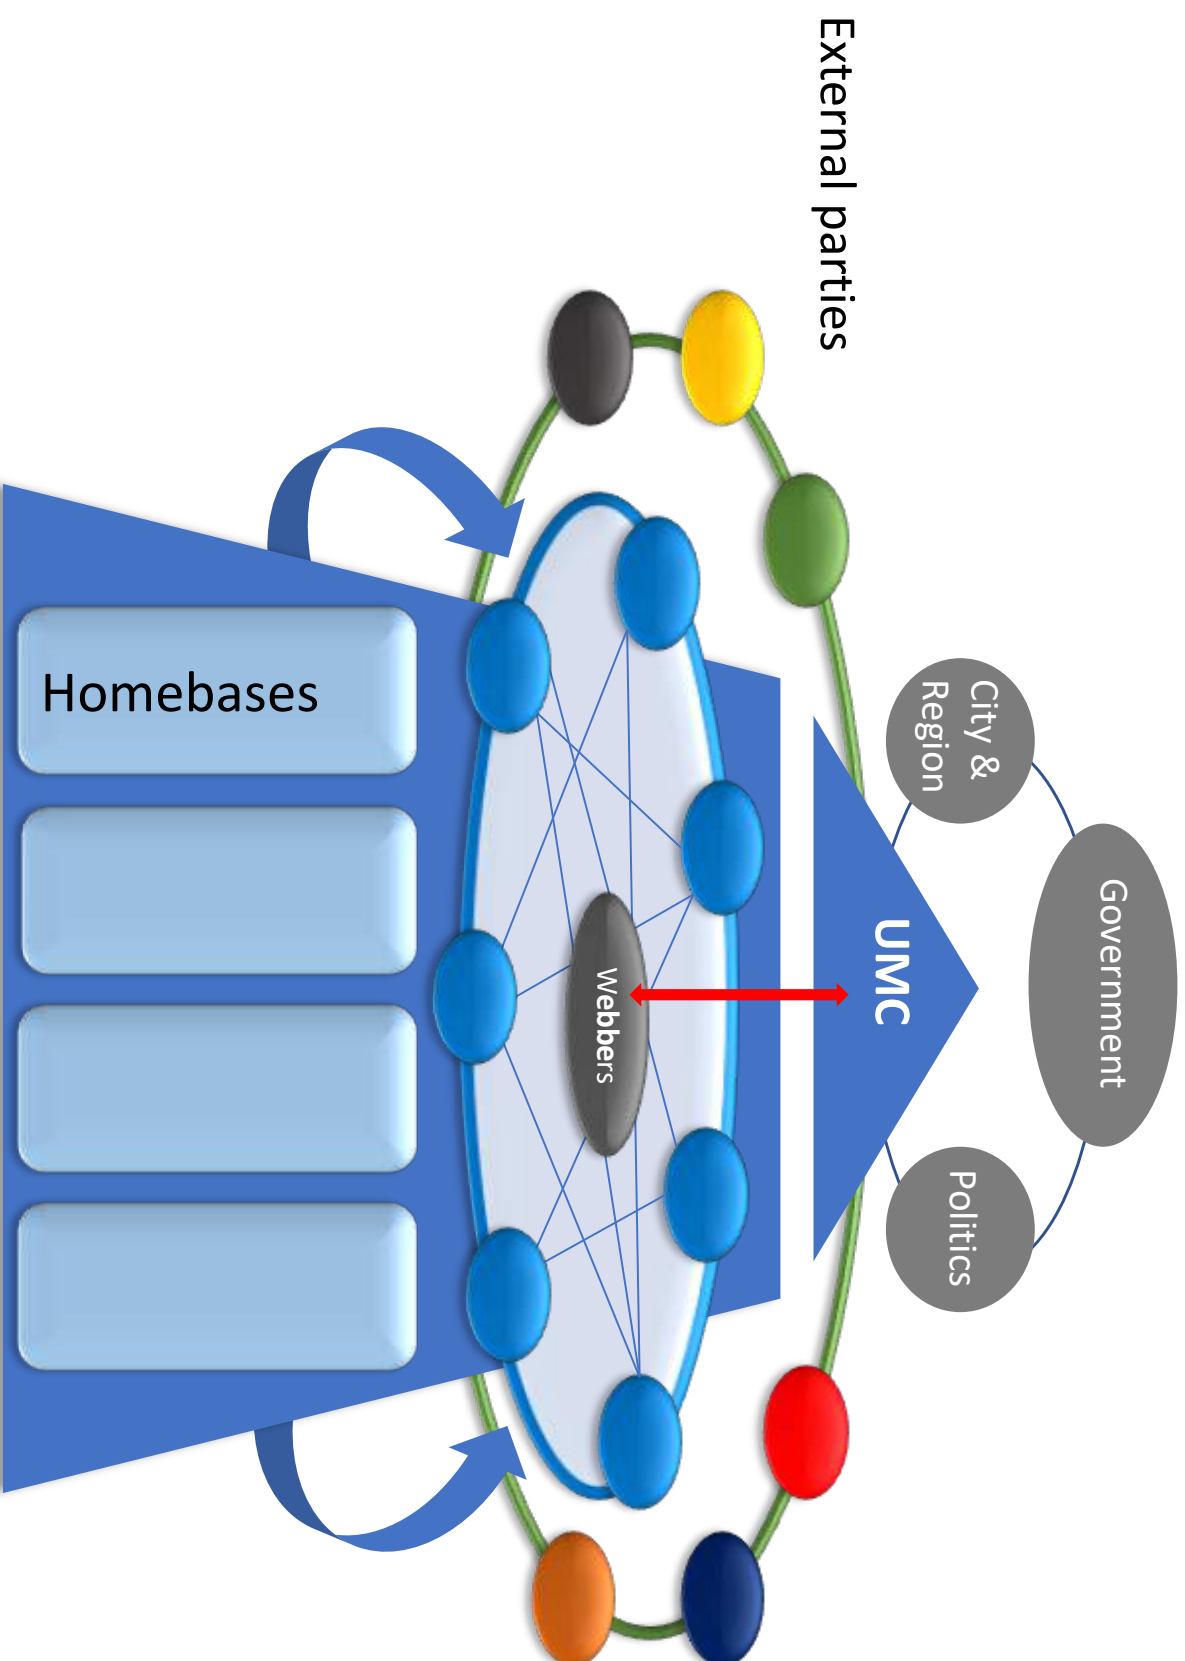 Government
City &
Region
Politics
UMC
External parties
Webbers
Homebases